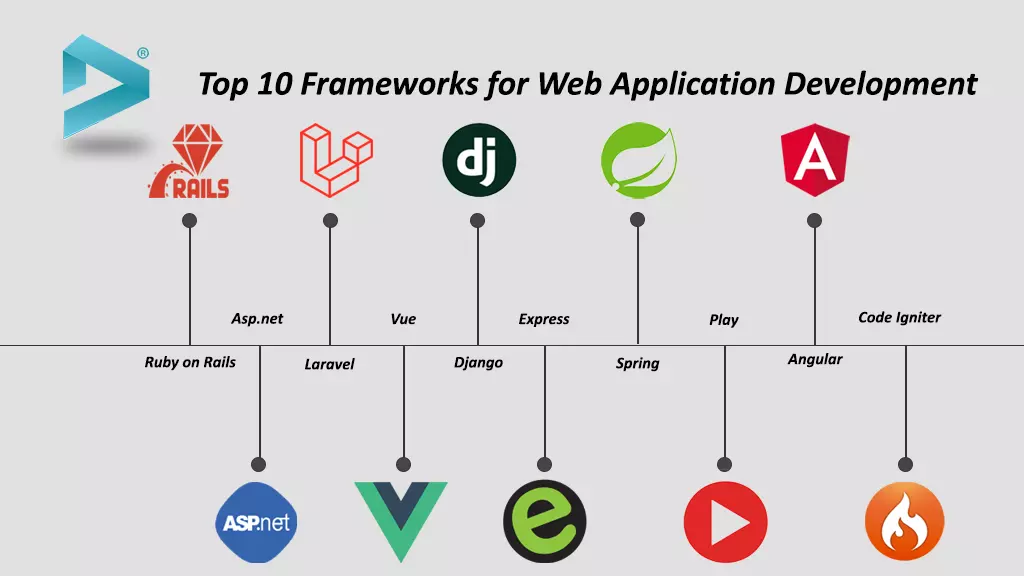 ®
Top 10 Frameworks for Web Application Development
RAILS
dj
A
Asp.net
Vue
Express
Play
Code Igniter
Ruby on Rails
Laravel
Django
Spring
Angular
ASP.net
e